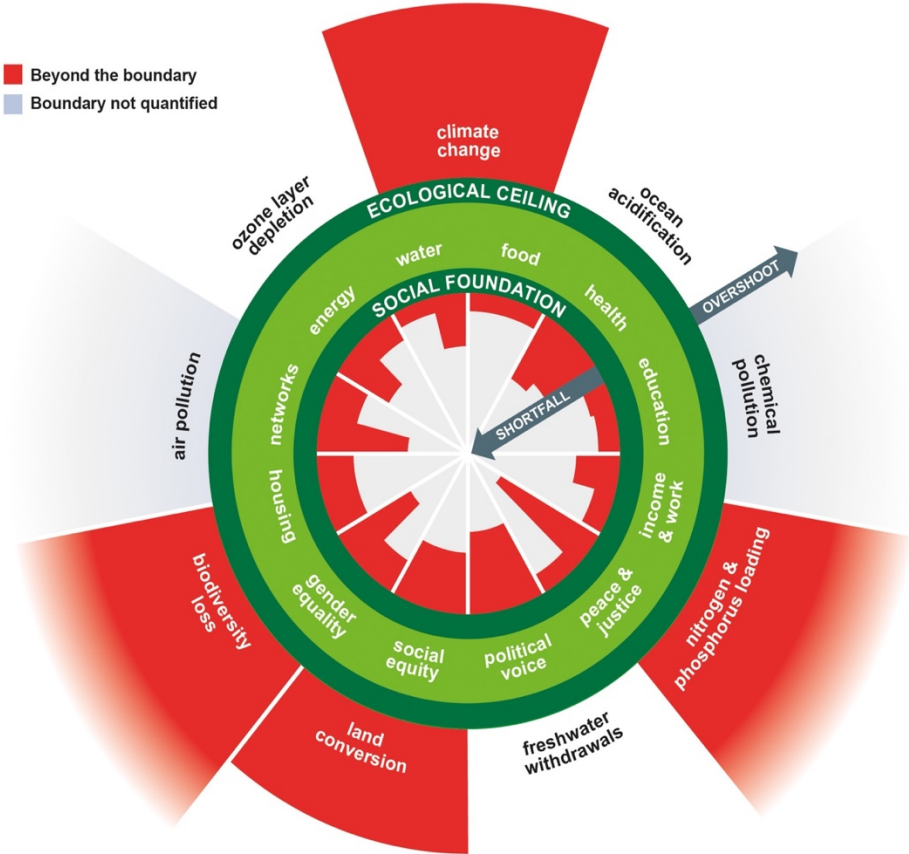 Beyond the boundary
Boundary not quantified
climate
change
ozone layer
depletion
ocean
acidification
ECOLOGICAL CEILING
water
food
SOCIAL FOUNDATION
energy
health
OVERSHOOT
networks
education
SHORTFALL
air pollution
chemical
pollution
housing
income
& work
biodiversity
loss
gender
equality
peace &
justice
nitrogen &
phosphorus loading
social
equity
political
voice
land
conversion
freshwater
withdrawals